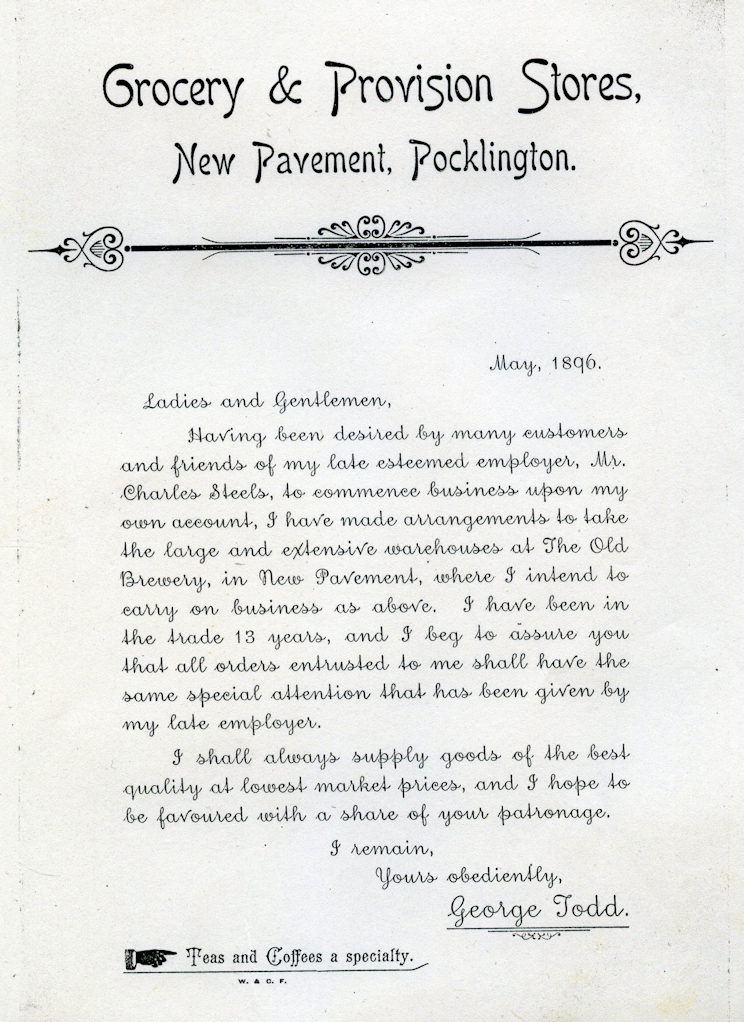 Grocery & Provision Stores,
New Pavement, Pocklington.
May, 1896.
Ladies and Gentlemen,
Having been desired by many customers
and friends of my late esteemed employer, Mr.
Charles Steels, to commence business upon my
own account, I have made arrangements to take
the large and extensive warehouses at The Old
Brewery, in New Pavement, where I intend to
carry on business as above. I have been in
the trade 13 years, and I beg to assure you
that all orders entrusted to me shall have the
same special attention that has been given by
my late employer.
I shall always supply goods of the best
quality at lowest market prices, and I hope to
be favoured with a share of your patronage.
I remain,
Yours obediently,
George Todd.
Teas and Coffees a specialty.
W. & C. F.